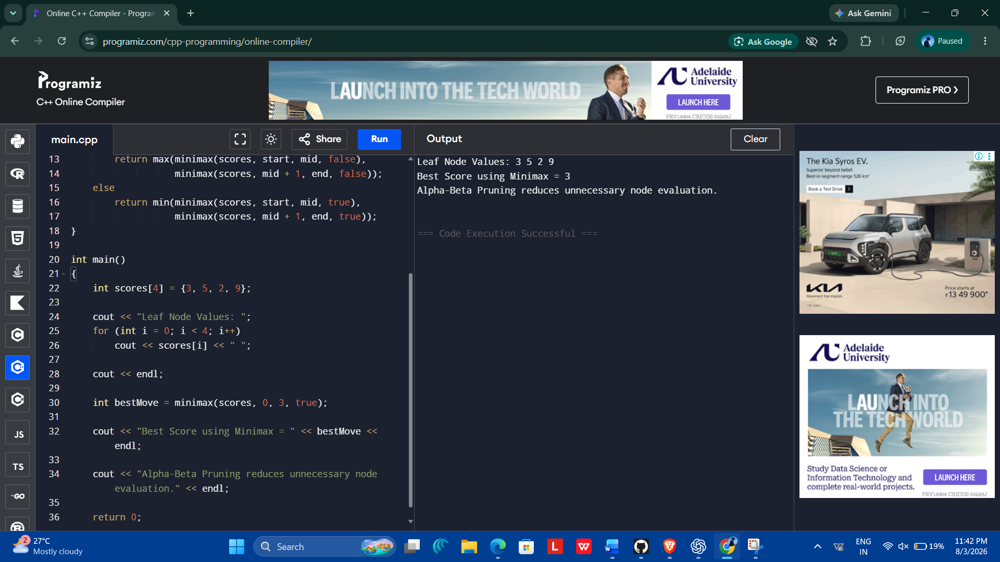 Online C++ Compiler - Program
Ask Gemini
programiz.com/cpp-programming/online-compiler/
Ask Google
Paused
Programiz
C++ Online Compiler
LAUNCH INTO THE TECH WORLD
Adelaide
University
LAUNCH HERE
PRV14404 CRICOS 04249J
Programiz PRO
main.cpp
Share
Run
Output
Clear
13 return max(minimax(scores, start, mid, false),
14 minimax(scores, mid + 1, end, false));
15 else
16 return min(minimax(scores, start, mid, true),
17 minimax(scores, mid + 1, end, true));
18 }
19
20 int main()
21 {
22 int scores[4] = {3, 5, 2, 9};
23
24 cout << "Leaf Node Values: ";
25 for (int i = 0; i < 4; i++)
26 cout << scores[i] << " ";
27
28 cout << endl;
29
30 int bestMove = minimax(scores, 0, 3, true);
31
32 cout << "Best Score using Minimax = " << bestMove <<
endl;
33
34 cout << "Alpha-Beta Pruning reduces unnecessary node
evaluation." << endl;
35
36 return 0;
Leaf Node Values: 3 5 2 9
Best Score using Minimax = 3
Alpha-Beta Pruning reduces unnecessary node evaluation.
=== Code Execution Successful ===
The Kia Syros EV.
Superior beyond belief.
Best-in-segment range 526 km*
Book a Test Drive
KIA
Movement that inspires
Price starts at
₹13 49 900*
Adelaide
University
LAUNCH INTO
THE TECH WORLD
Study Data Science or
Information Technology and
complete real-world projects.
LAUNCH HERE
PRV14404 CRICOS 04249J
JS
TS
GO
2
27°C
Mostly cloudy
Search
L
W
ENG
IN
19%
11:42 PM
8/3/2026